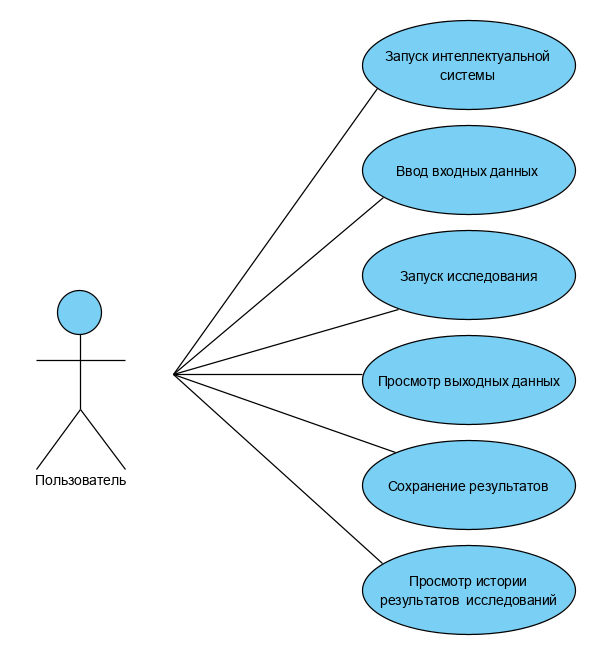 Запуск интеллектуальной
системы
Ввод входных данных
Запуск исследования
Просмотр выходных данных
Сохранение результатов
Просмотр истории
результатов исследований
Пользователь